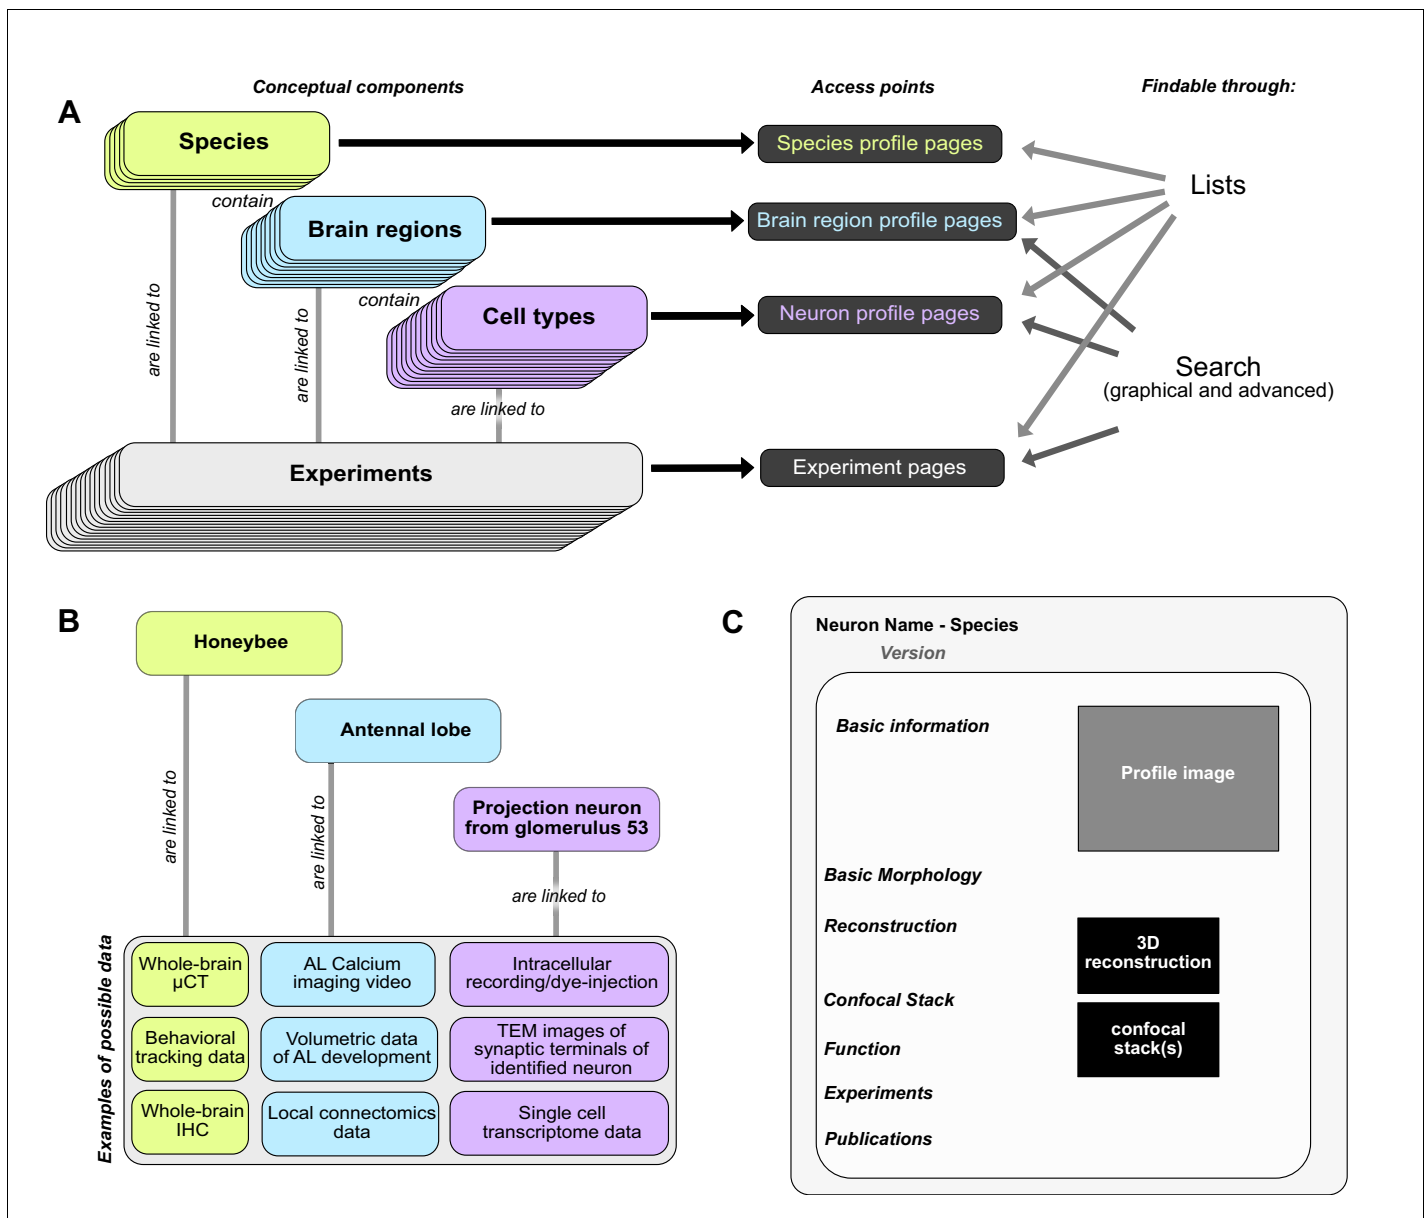 Conceptual components
Access points
Findable through:
A
Species
Species profile pages
contain
Lists
Brain regions
Brain region profile pages
are linked to
are linked to
contain
Cell types
Neuron profile pages
Search
(graphical and advanced)
are linked to
Experiments
Experiment pages
B
Honeybee
Antennal lobe
Projection neuron
from glomerulus 53
are linked to
are linked to
are linked to
Examples of possible data
Whole-brain
µCT
AL Calcium
imaging video
Intracellular
recording/dye-injection
Behavioral
tracking data
Volumetric data
of AL development
TEM images of
synaptic terminals of
identified neuron
Whole-brain
IHC
Local connectomics
data
Single cell
transcriptome data
C
Neuron Name - Species
Version
Basic information
Profile image
Basic Morphology
Reconstruction
3D
reconstruction
Confocal Stack
confocal
stack(s)
Function
Experiments
Publications